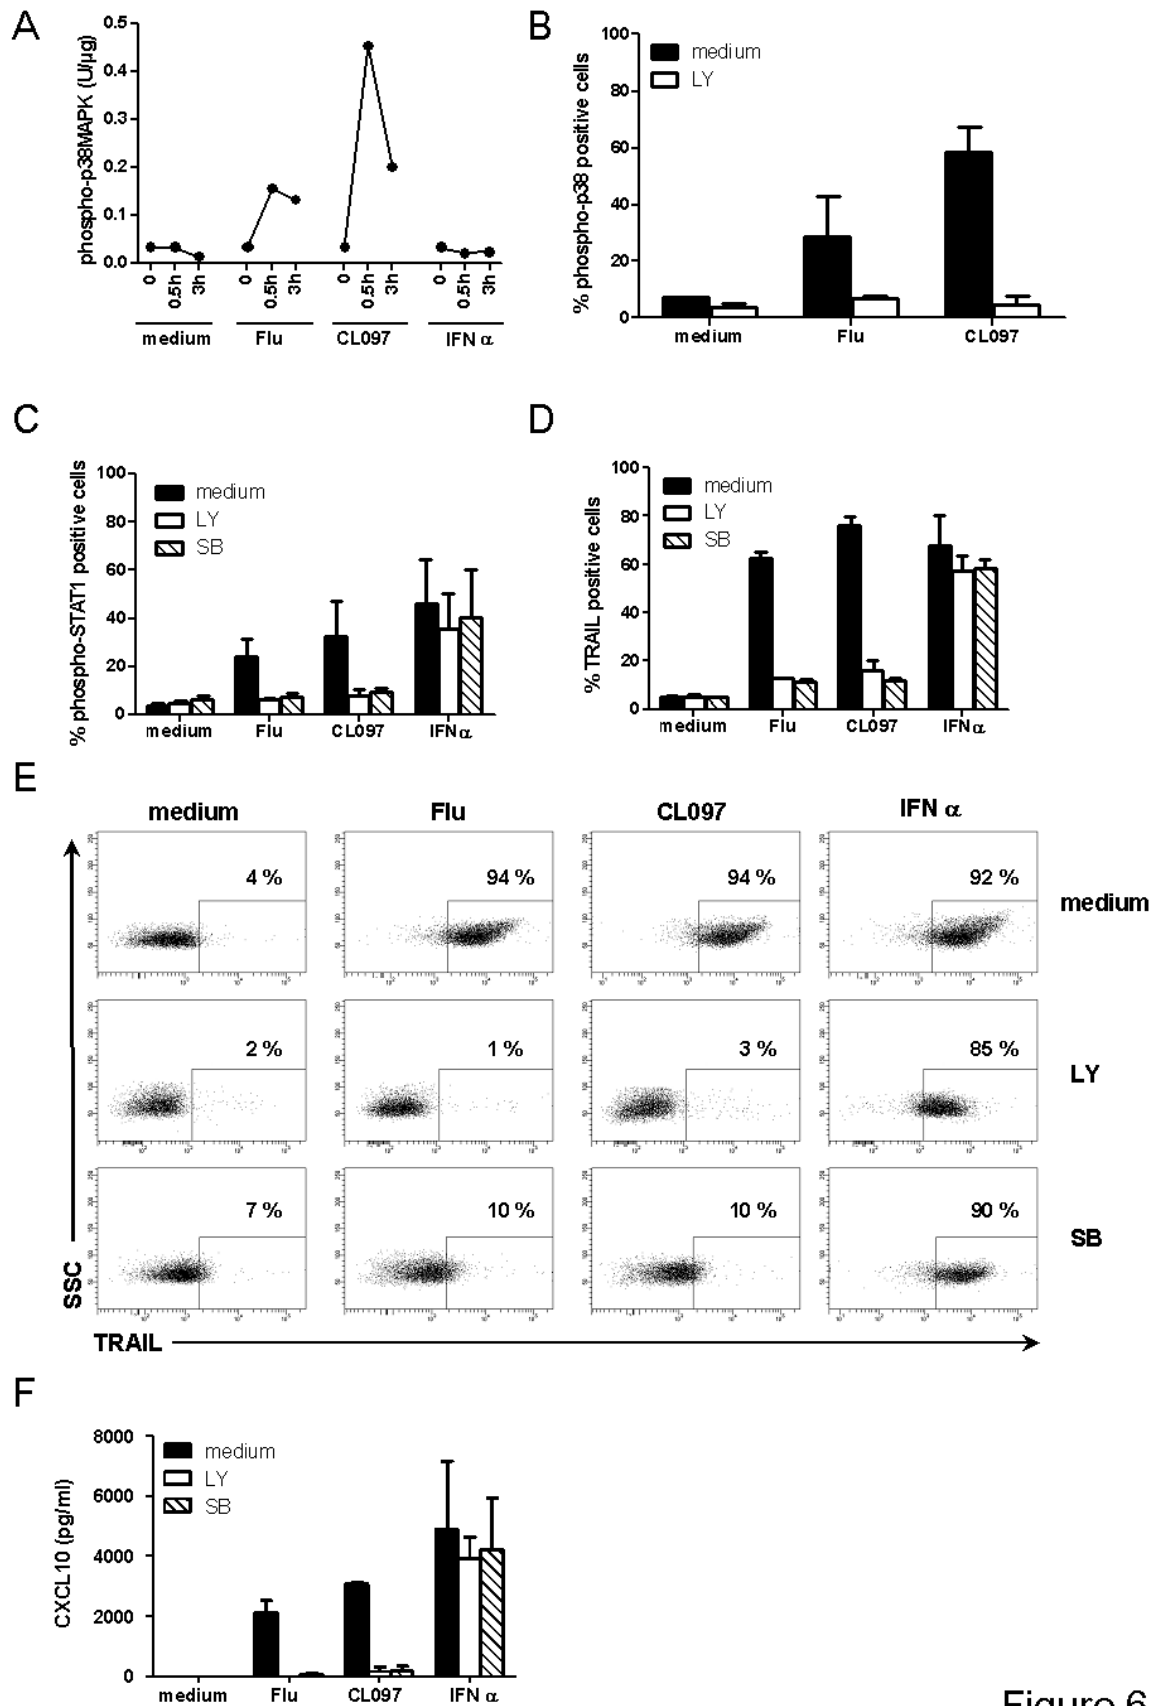 A
phospho-p38MAPK (U/µg)
0.5
0.4
0.3
0.2
0.1
0.0
0 0.5h 3h 0 0.5h 3h 0 0.5h 3h 0 0.5h 3h
medium Flu CL097 IFN α
B
% phospho-p38 positive cells
100
80
60
40
20
0
medium
LY
medium Flu CL097
C
% phospho-STAT1 positive cells
100
80
60
40
20
0
medium
LY
SB
medium Flu CL097 IFNα
D
% TRAIL positive cells
100
80
60
40
20
0
medium
LY
SB
medium Flu CL097 IFNα
E
medium Flu CL097 IFN α
4 % 94 % 94 % 92 %
medium
2 % 1 % 3 % 85 %
LY
7 % 10 % 10 % 90 %
SB
SSC
TRAIL
F
CXCL10 (pg/ml)
8000
6000
4000
2000
0
medium
LY
SB
medium Flu CL097 IFN α
Figure 6